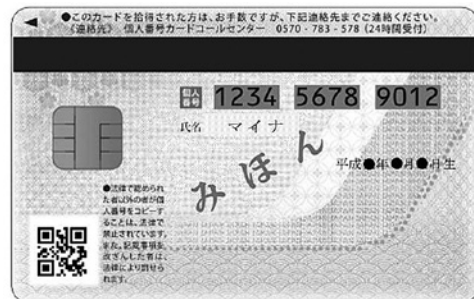 ●このカードを拾得された方は、お手数ですが、下記連絡先までご連絡ください。
《連絡先》 個人番号カードコールセンター 0570-783-578(24時間受付)
個人番号 1234 5678 9012
氏名 マイナ
平成●年●月●日生
みほん
●法律で認められ
た者以外の者が個
人番号をコピーす
ることは、法律で
禁止されています。
また、記載事項を
改ざんした者は、
法律により罰せら
れます。